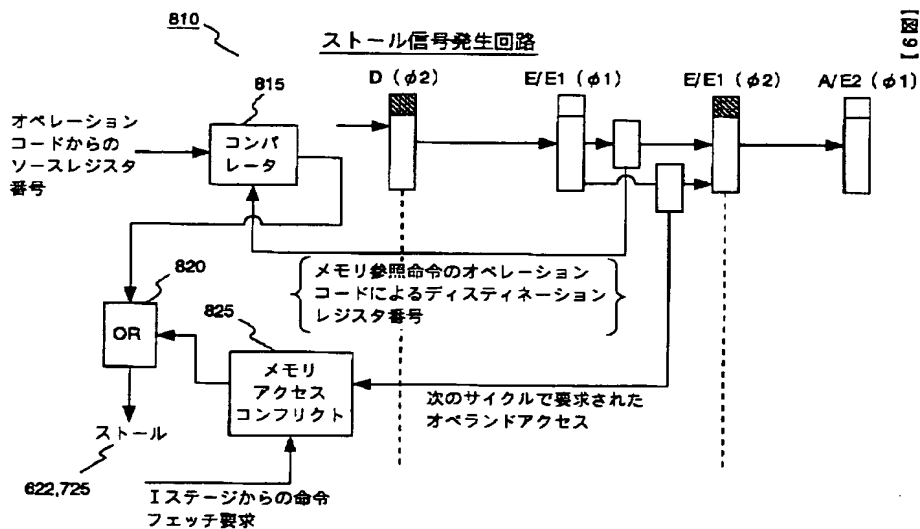 【図9】
810
ストール信号発生回路
815
D(φ2)
E/E1(φ1)
E/E1(φ2)
A/E2(φ1)
オペレーション
コードからの
ソースレジスタ
番号
コンパ
レータ
メモリ参照命令のオペレーション
コードによるディスティネーション
レジスタ番号
820
OR
825
メモリ
アクセス
コンフリクト
次のサイクルで要求された
オペランドアクセス
ストール
622,725
Iステージからの命令
フェッチ要求